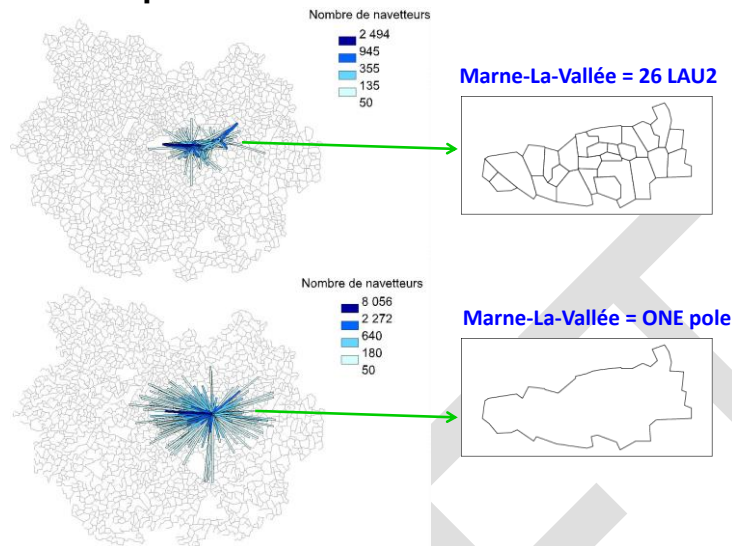 Nombre de navetteurs
2 494
945
355
135
50
Marne-La-Vallée = 26 LAU2
Nombre de navetteurs
8 056
2 272
640
180
50
Marne-La-Vallée = ONE pole